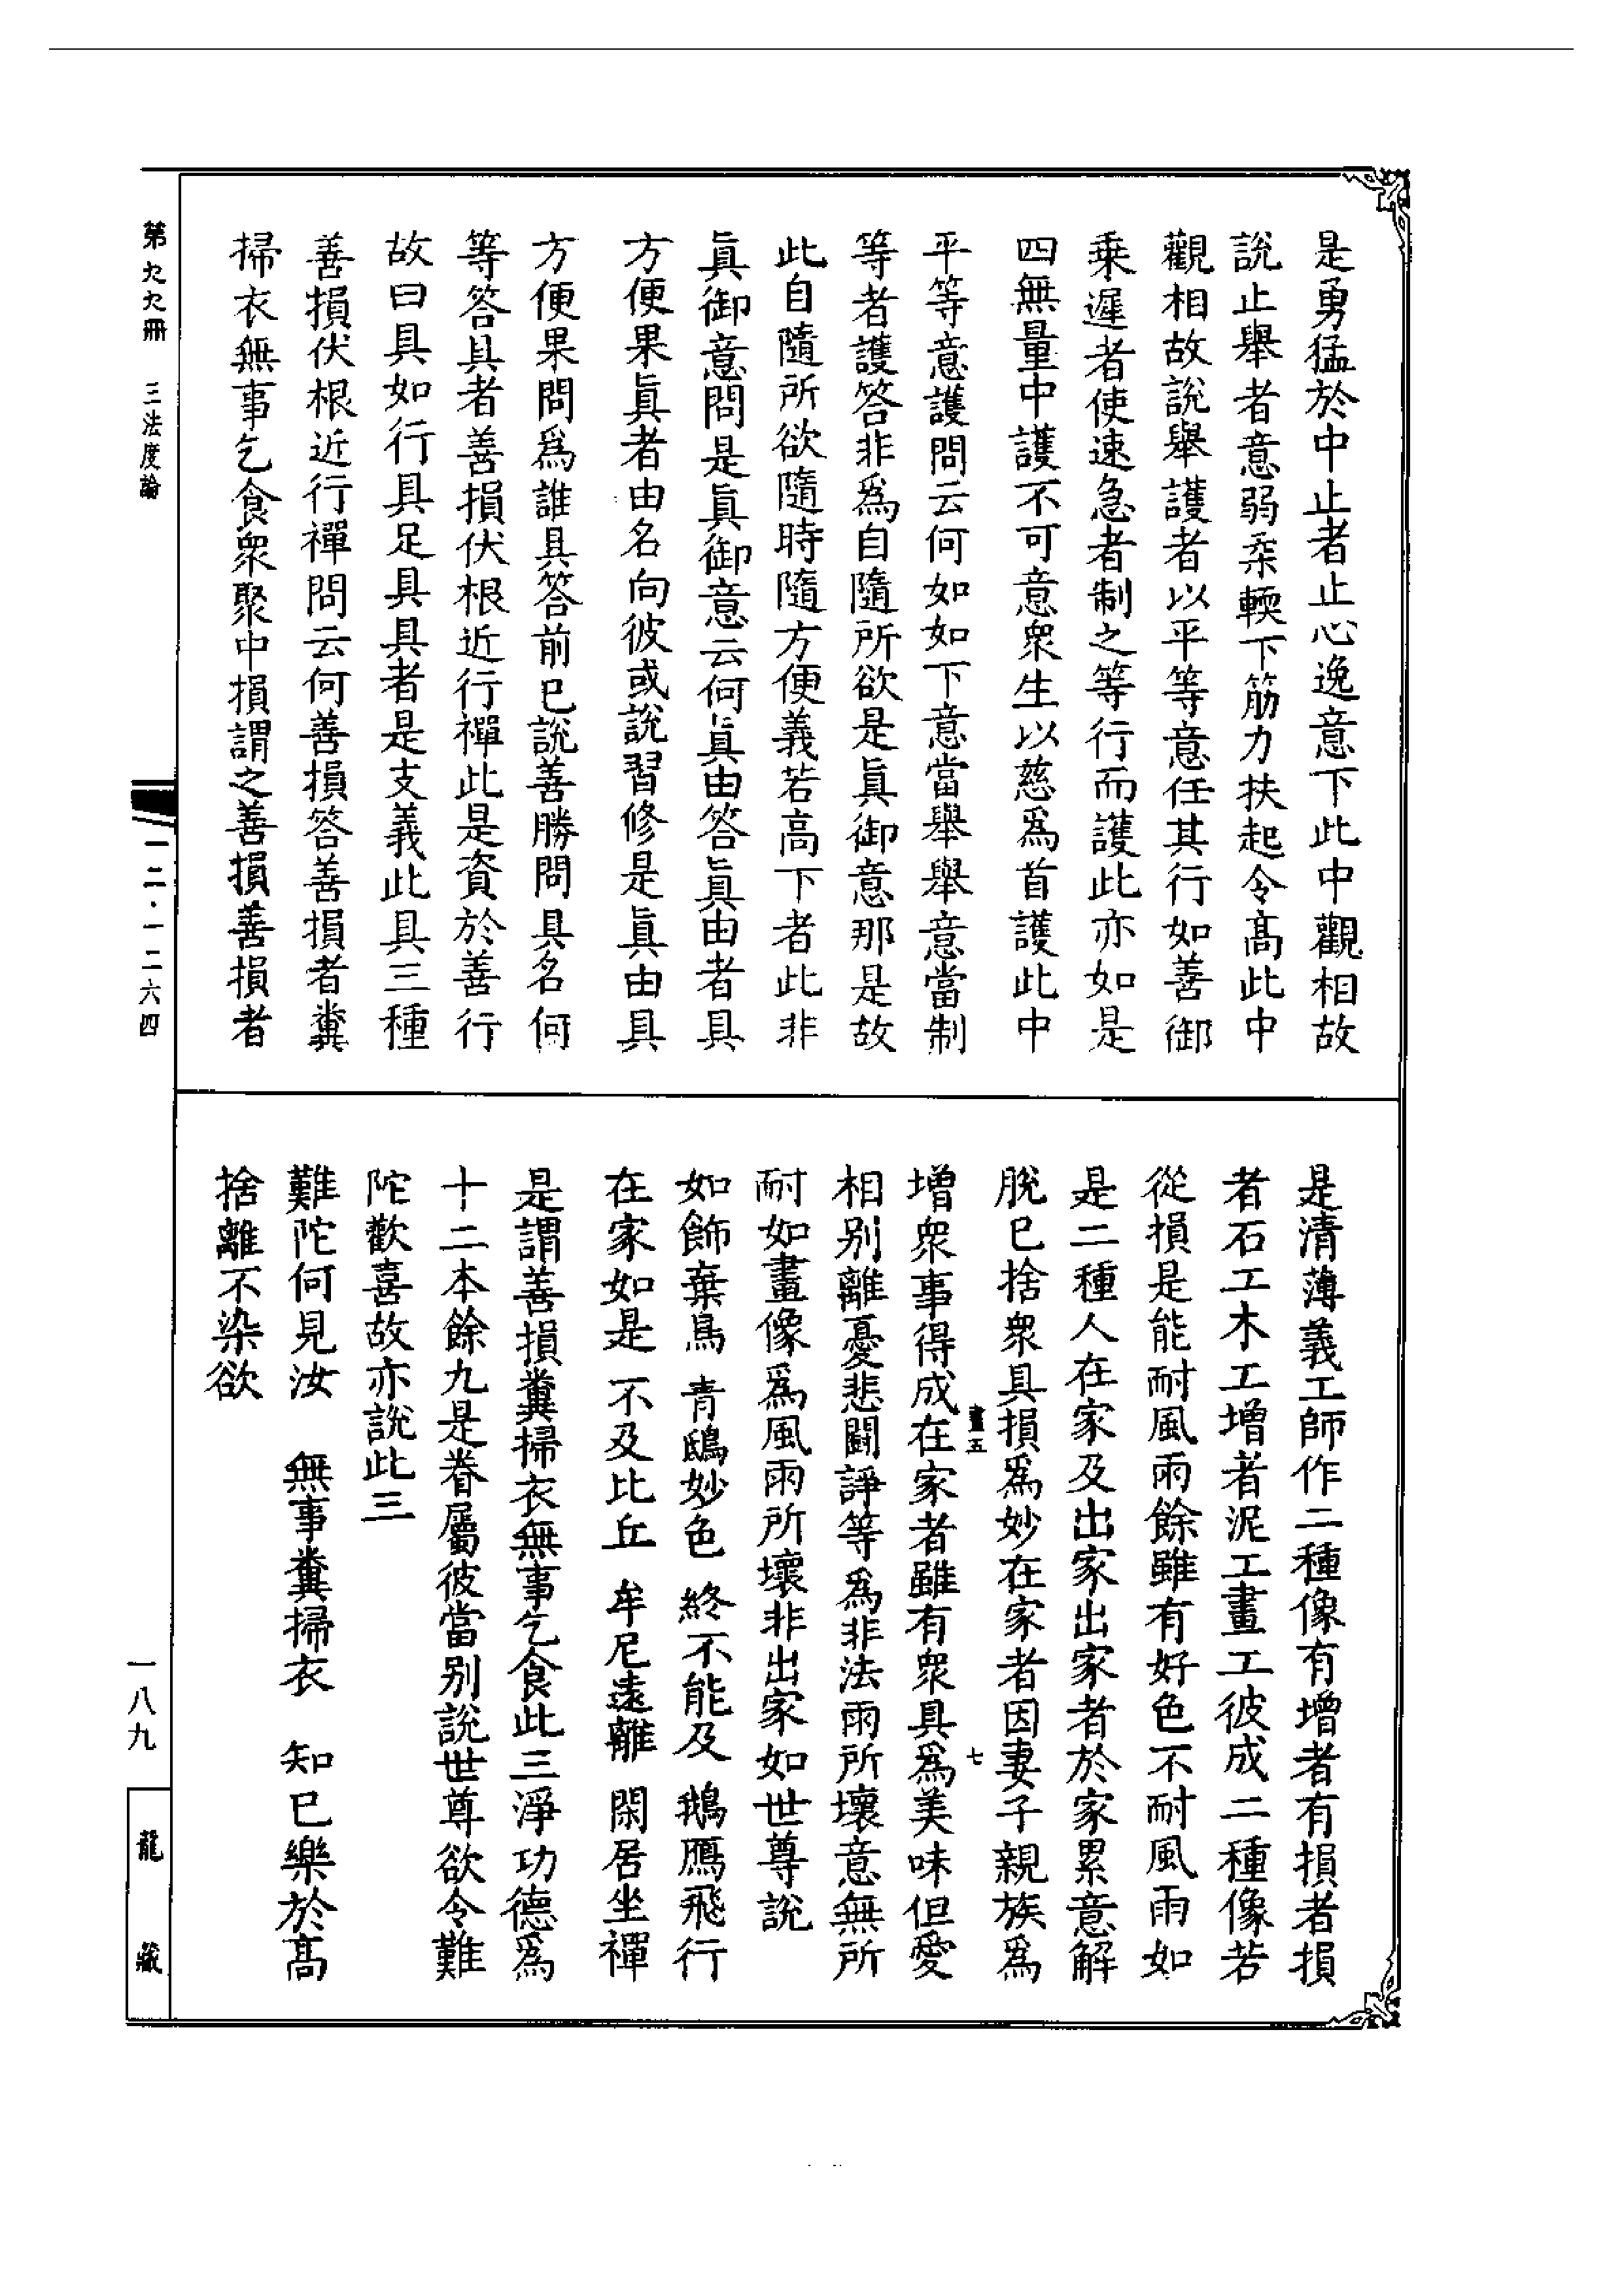 是勇猛於中止者止心逸意下此中觀相故
說止舉者意弱柔輭下筋力扶起令高此中
觀相故說舉護者以平等意任其行如善御
乗遲者使速急者制之等行而護此亦如是
四無量中護不可意衆生以慈爲首護此中
平等意護問云何如如下意當舉舉意當制
等者護答非爲自隨所欲是眞御意那是故
此自隨所欲隨時隨方便義若高下者此非
眞御意問是眞御意云何眞由答眞由者具
方便果眞者由名向彼或說習修是眞由具
方便果問爲誰具答前已說善勝問具名何
等答具者善損伏根近行禪此是資於善行
故曰具如行具足具具者是支義此具三種
善損伏根近行禪問云何善損答善損者糞
掃衣無事乞食衆聚中損謂之善損善損者
是清薄義工師作二種像有增者有損者損
者石工木工增者泥工畫工彼成二種像若
從損是能耐風雨餘雖有好色不耐風雨如
是二種人在家及出家出家者於家累意解
脫已捨衆具損爲妙在家者因妻子親族爲
畫五 七
增衆事得成在家者雖有衆具爲美味但愛
相別離憂悲鬪諍等爲非法雨所壞意無所
耐如畫像爲風雨所壞非出家如世尊說
如飾棄鳥 青鴟妙色 終不能及 鵝鴈飛行
在家如是 不及比丘 牟尼遠離 閑居坐禪
是謂善損糞掃衣無事乞食此三淨功德爲
十二本餘九是眷屬彼當別說世尊欲令難
陀歡喜故亦說此三
難陀何見汝 無事糞掃衣 知已樂於高
捨離不染欲
第九九冊 三法度論
一二·一二六四
一八九
龍藏